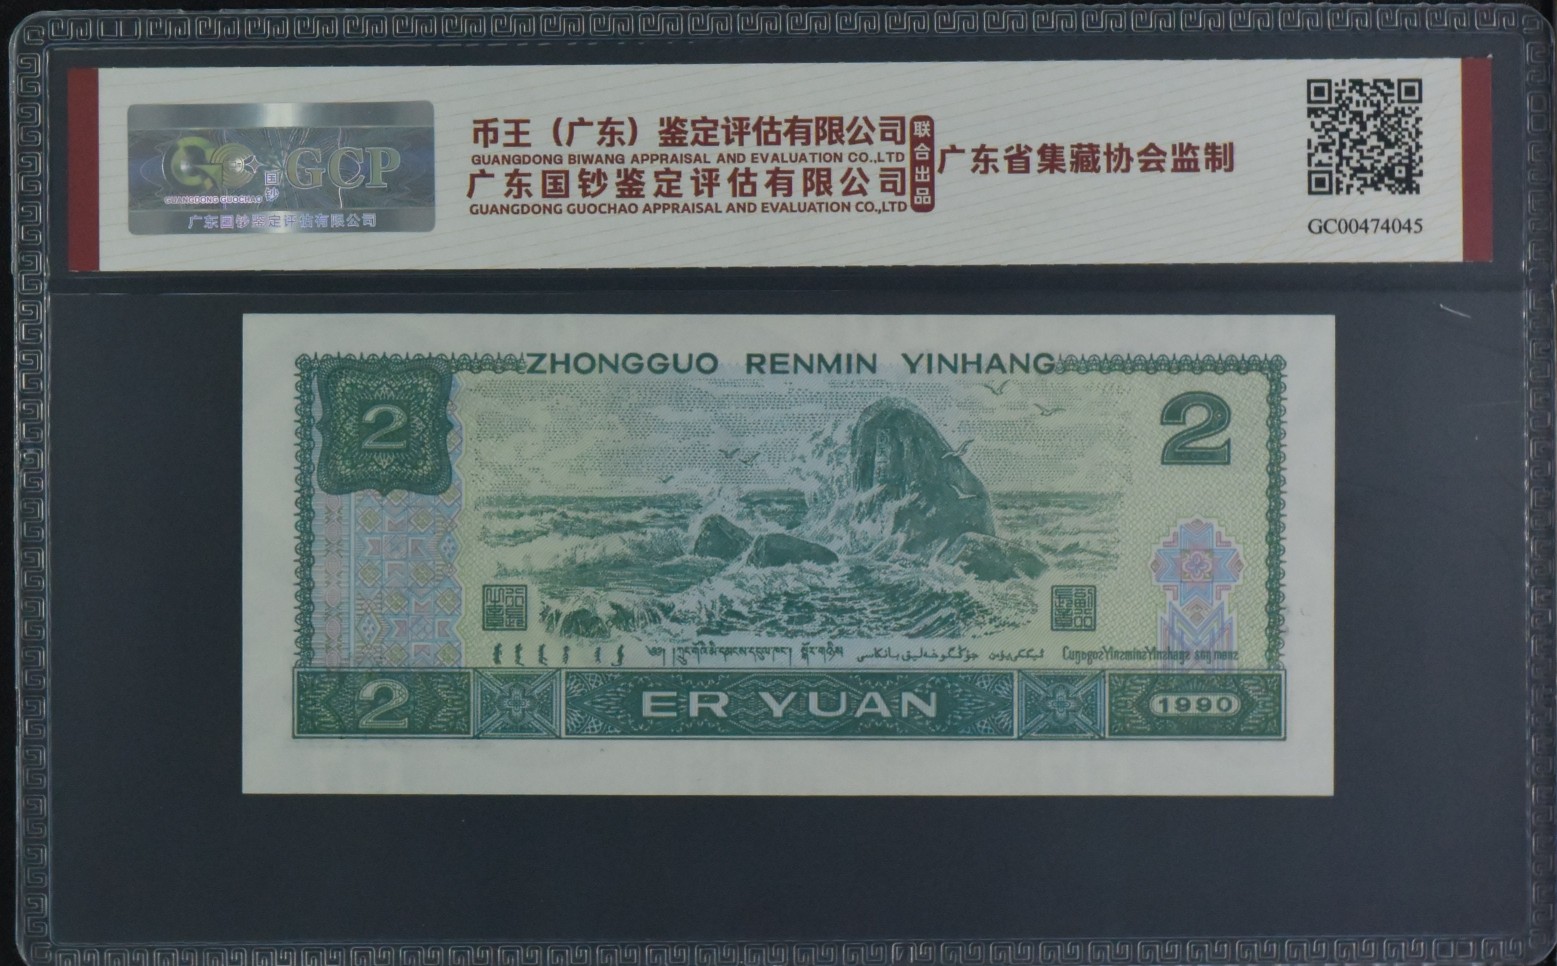 GCP
国钞
GUANGDONG GUOCHAO
广东国钞鉴定评估有限公司
币王（广东）鉴定评估有限公司
GUANGDONG BIWANG APPRAISAL AND EVALUATION CO.,LTD
广东国钞鉴定评估有限公司
GUANGDONG GUOCHAO APPRAISAL AND EVALUATION CO.,LTD
联合出品
广东省集藏协会监制
GC00474045
ZHONGGUO RENMIN YINHANG
2
2
2
ER YUAN
1990